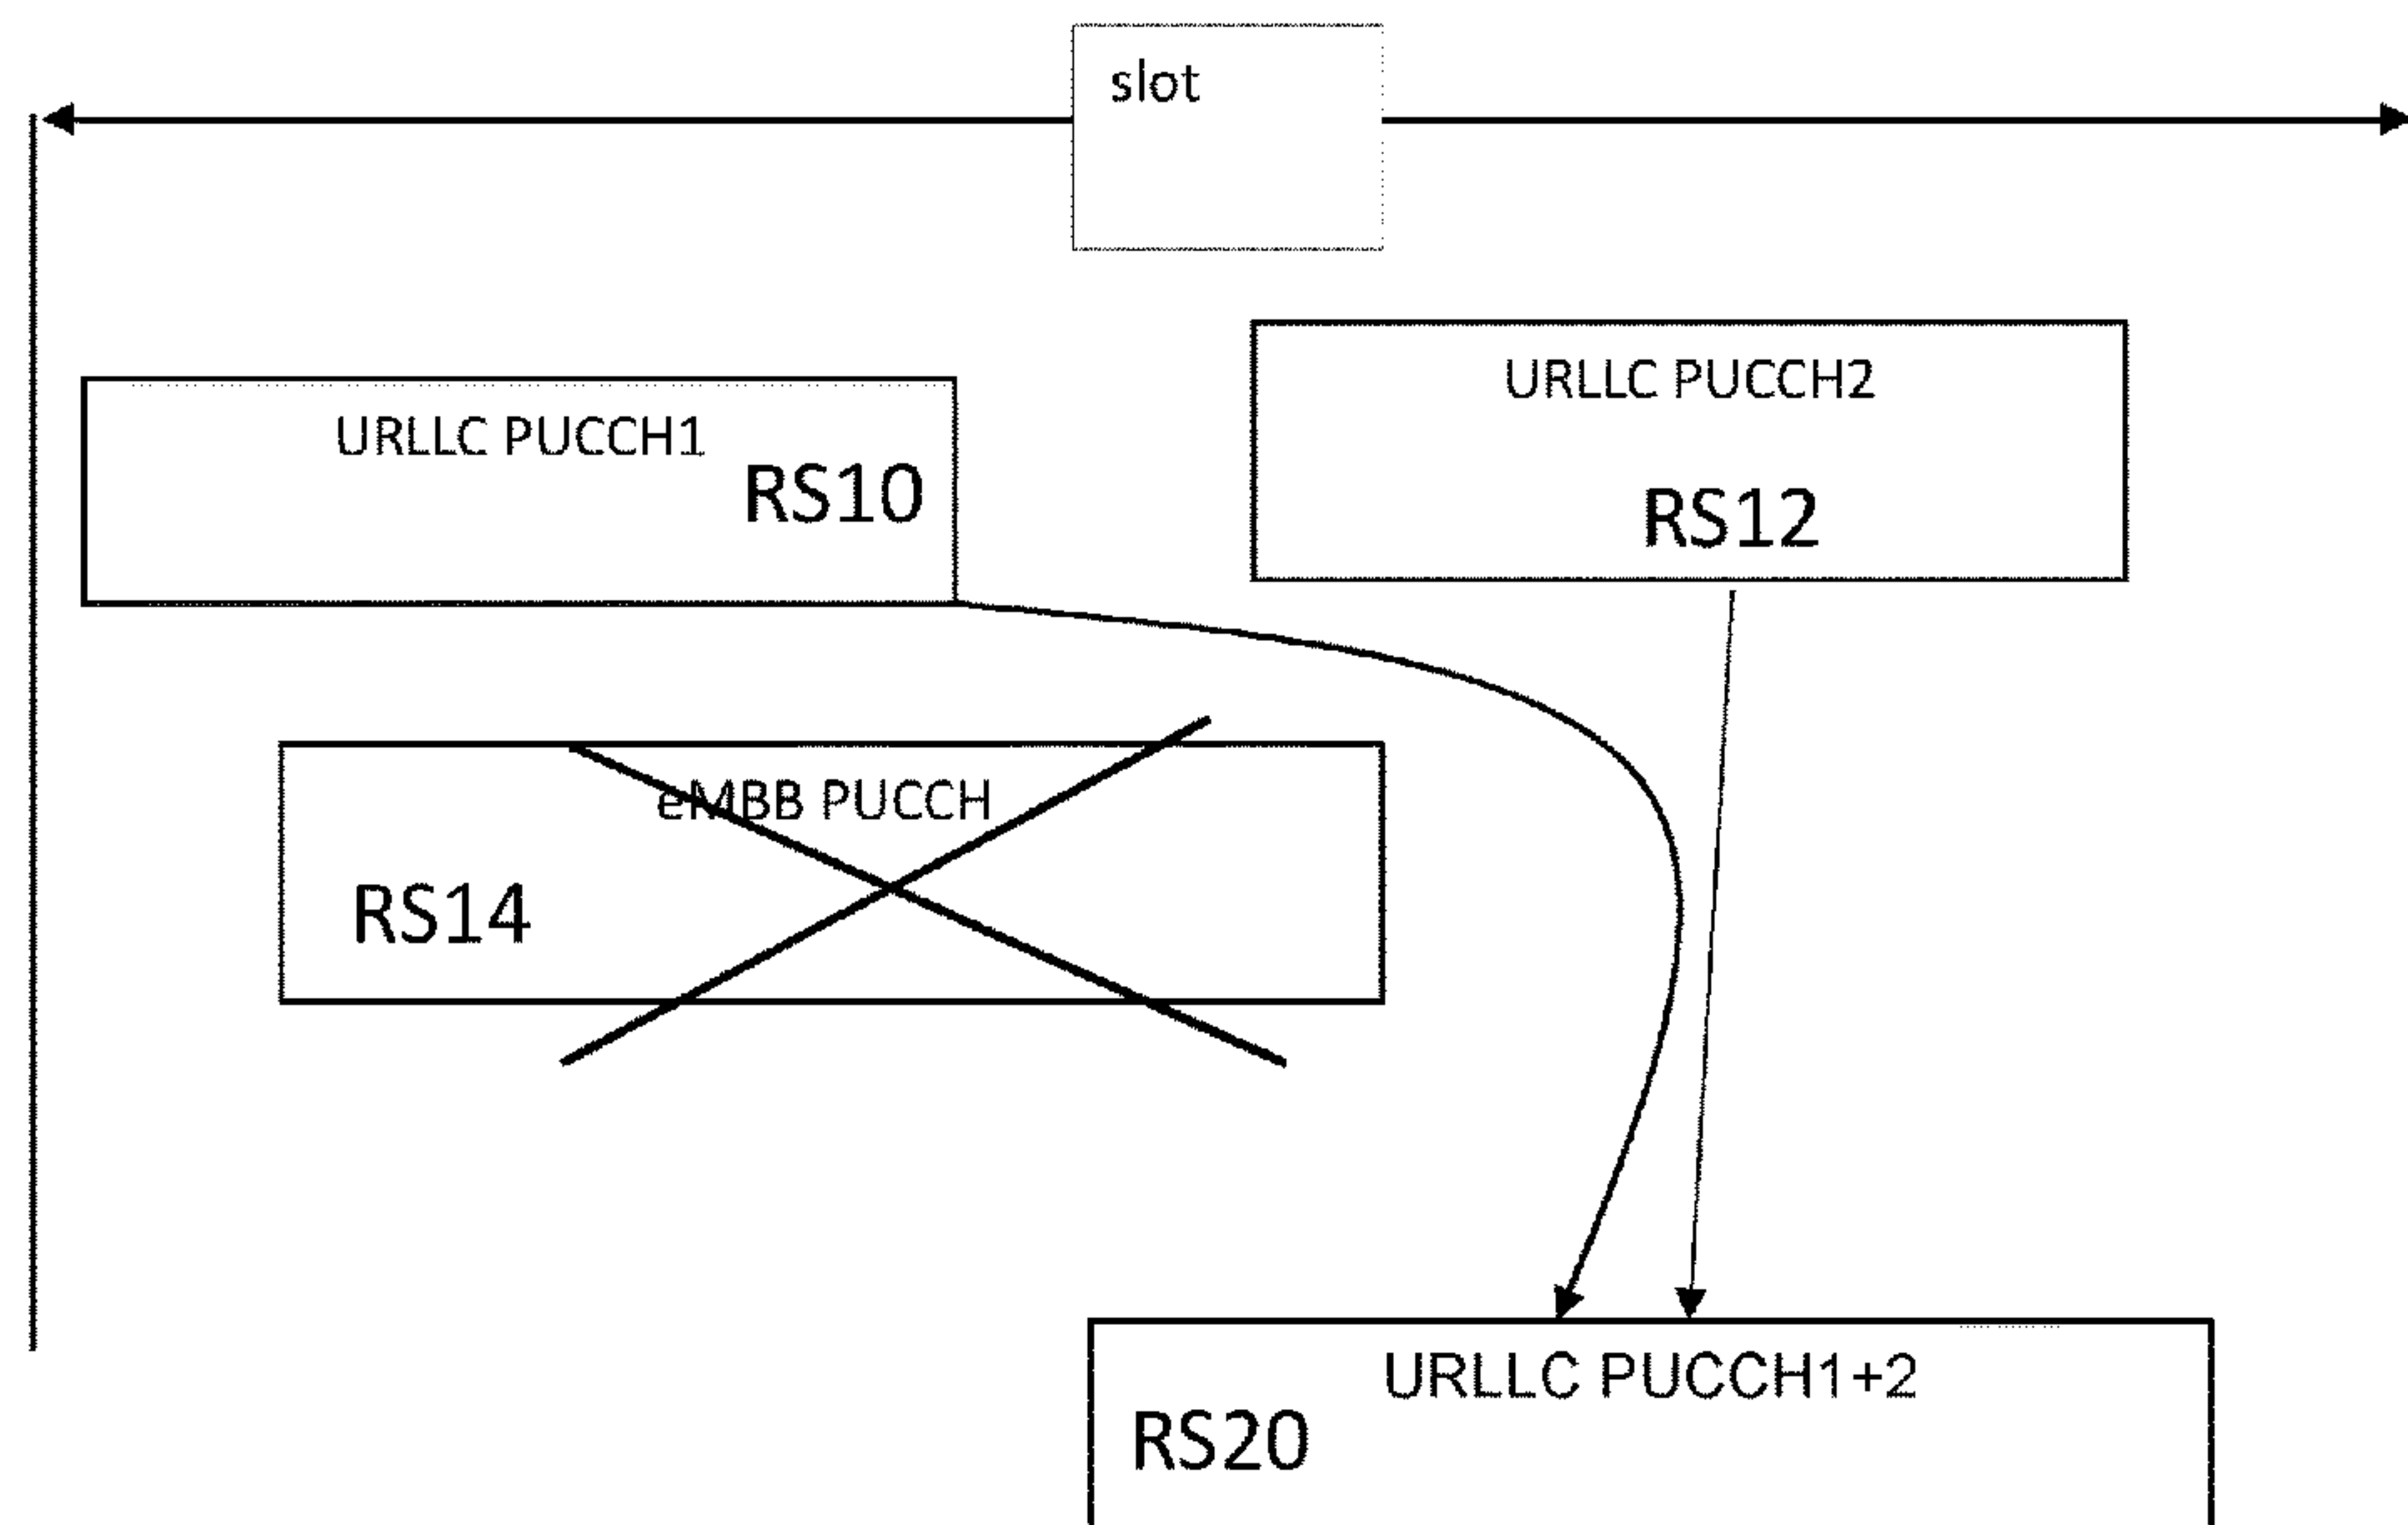 slot
URLLC PUCCH1
RS10
URLLC PUCCH2
RS12
eMBB PUCCH
RS14
URLLC PUCCH1+2
RS20